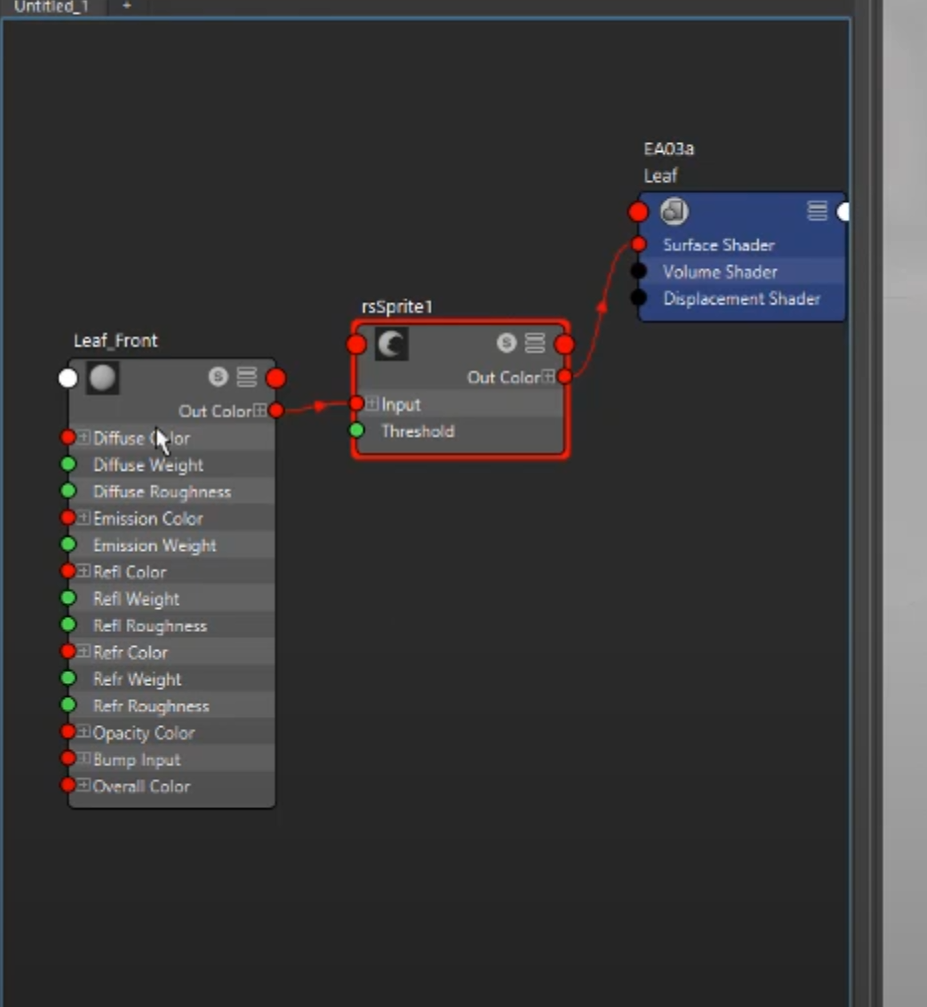 Untitled_1 +
EA03a
Leaf
Surface Shader
Volume Shader
Displacement Shader
rsSprite1
S
Out Color
Input
Threshold
Leaf_Front
S
Out Color
Diffuse Color
Diffuse Weight
Diffuse Roughness
Emission Color
Emission Weight
Refl Color
Refl Weight
Refl Roughness
Refr Color
Refr Weight
Refr Roughness
Opacity Color
Bump Input
Overall Color